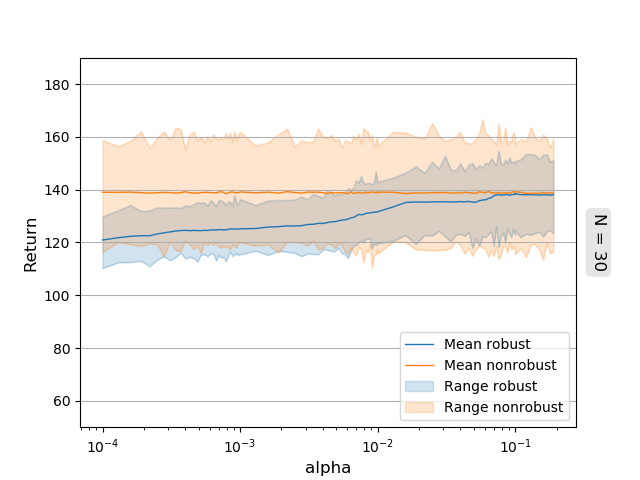 180
160
140
120
100
80
60
Return
10⁻⁴
10⁻³
10⁻²
10⁻¹
alpha
N = 30
Mean robust
Mean nonrobust
Range robust
Range nonrobust